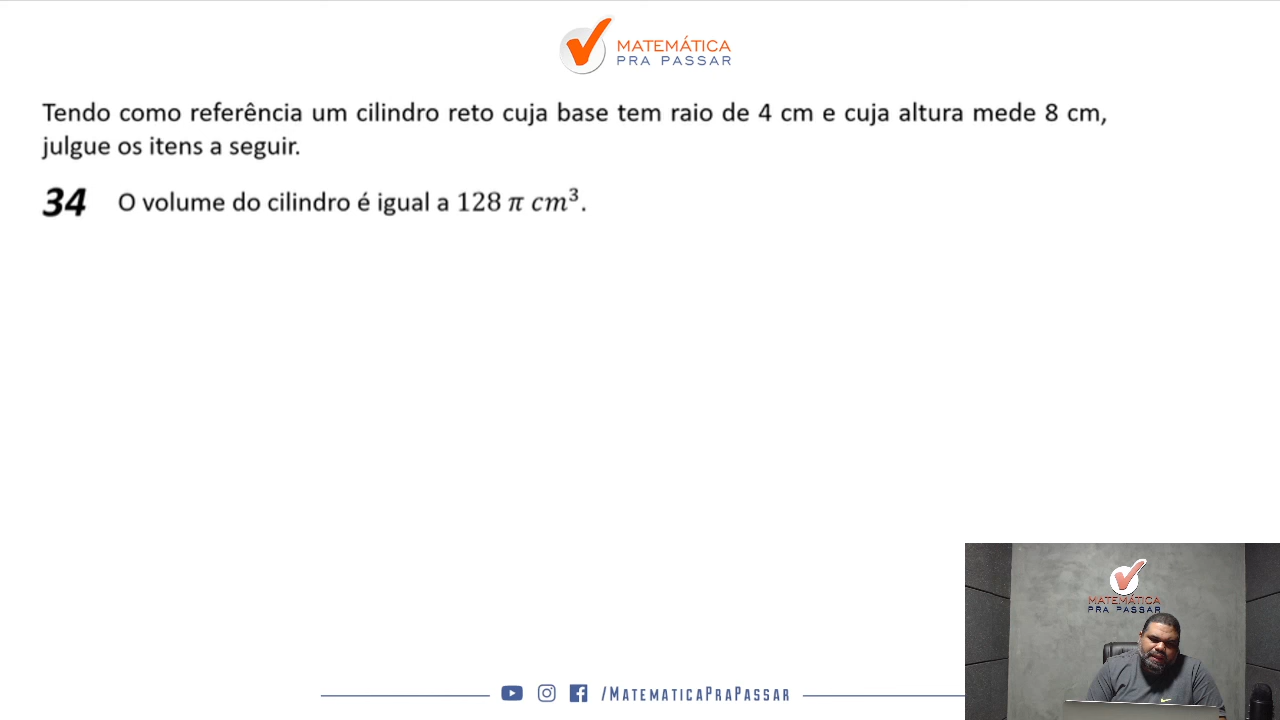 MATEMÁTICA
PRA PASSAR
Tendo como referência um cilindro reto cuja base tem raio de 4 cm e cuja altura mede 8 cm,
julgue os itens a seguir.
34 O volume do cilindro é igual a 128 π cm³.
MATEMÁTICA
PRA PASSAR
/MATEMATICAPRAPASSAR